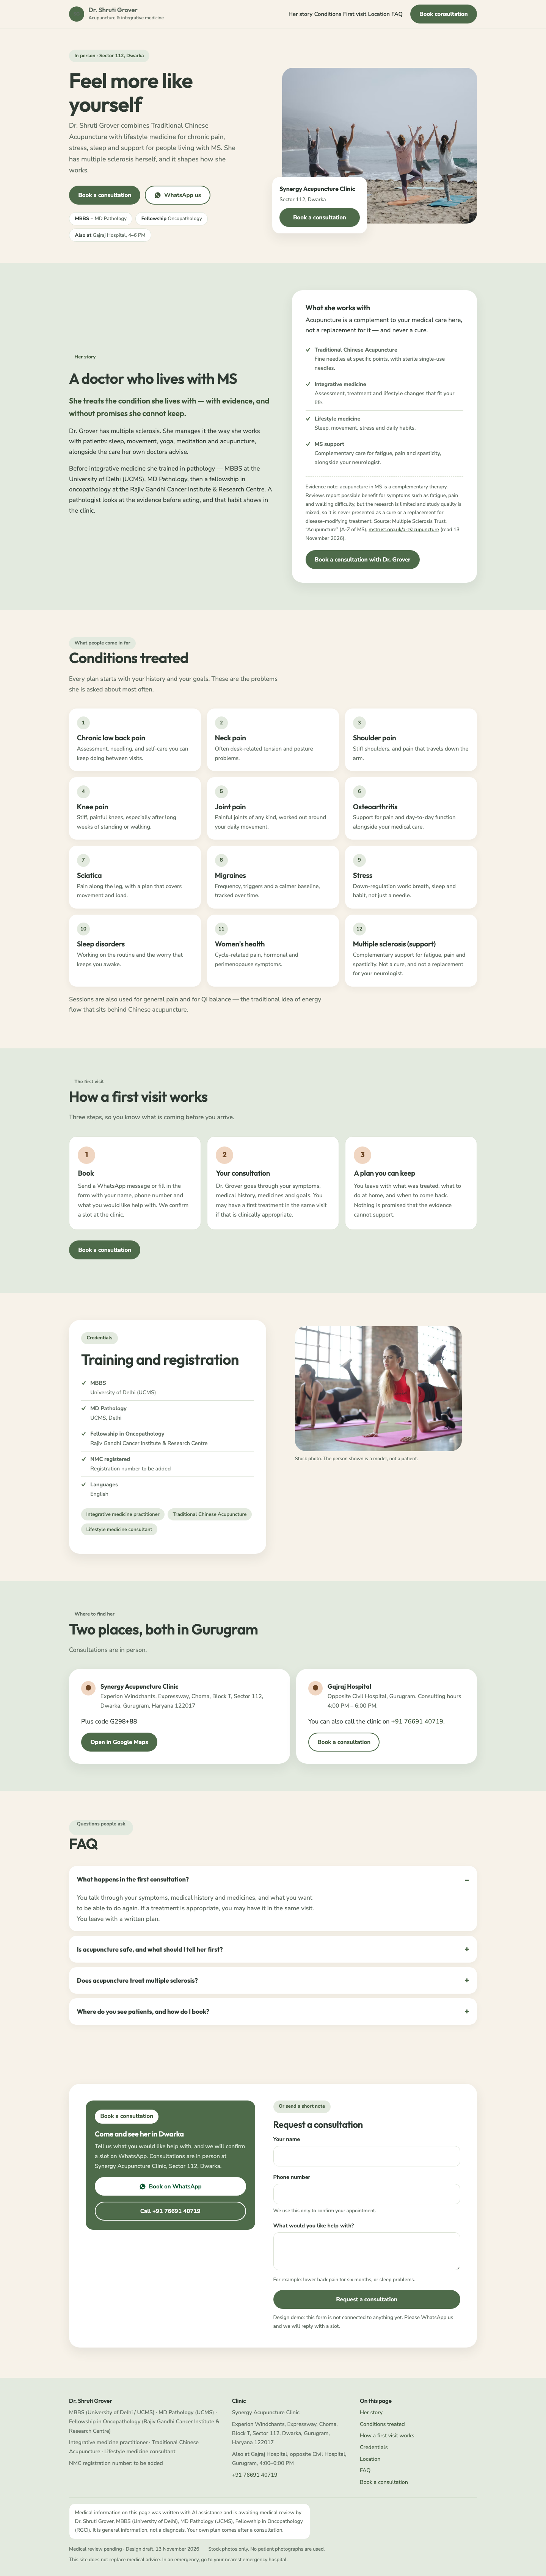 Dr. Shruti Grover
Acupuncture & integrative medicine
Her story Conditions First visit Location FAQ
Book consultation
In person · Sector 112, Dwarka
Feel more like
yourself
Dr. Shruti Grover combines Traditional Chinese
Acupuncture with lifestyle medicine for chronic pain,
stress, sleep and support for people living with MS. She
has multiple sclerosis herself, and it shapes how she
works.
Book a consultation
WhatsApp us
MBBS + MD Pathology
Fellowship Oncopathology
Also at Gajraj Hospital, 4–6 PM
Synergy Acupuncture Clinic
Sector 112, Dwarka
Book a consultation
Her story
A doctor who lives with MS
She treats the condition she lives with — with evidence, and
without promises she cannot keep.
Dr. Grover has multiple sclerosis. She manages it the way she works
with patients: sleep, movement, yoga, meditation and acupuncture,
alongside the care her own doctors advise.
Before integrative medicine she trained in pathology — MBBS at the
University of Delhi (UCMS), MD Pathology, then a fellowship in
oncopathology at the Rajiv Gandhi Cancer Institute & Research Centre. A
pathologist looks at the evidence before acting, and that habit shows in
the clinic.
What she works with
Acupuncture is a complement to your medical care here,
not a replacement for it — and never a cure.
Traditional Chinese Acupuncture
Fine needles at specific points, with sterile single-use
needles.
Integrative medicine
Assessment, treatment and lifestyle changes that fit your
life.
Lifestyle medicine
Sleep, movement, stress and daily habits.
MS support
Complementary care for fatigue, pain and spasticity,
alongside your neurologist.
Evidence note: acupuncture in MS is a complementary therapy.
Reviews report possible benefit for symptoms such as fatigue, pain
and walking difficulty, but the research is limited and study quality is
mixed, so it is never presented as a cure or a replacement for
disease-modifying treatment. Source: Multiple Sclerosis Trust,
"Acupuncture" (A-Z of MS), mstrust.org.uk/a-z/acupuncture (read 13
November 2026).
Book a consultation with Dr. Grover
What people come in for
Conditions treated
Every plan starts with your history and your goals. These are the problems
she is asked about most often.
1
Chronic low back pain
Assessment, needling, and self-care you can
keep doing between visits.
2
Neck pain
Often desk-related tension and posture
problems.
3
Shoulder pain
Stiff shoulders, and pain that travels down the
arm.
4
Knee pain
Stiff, painful knees, especially after long
weeks of standing or walking.
5
Joint pain
Painful joints of any kind, worked out around
your daily movement.
6
Osteoarthritis
Support for pain and day-to-day function
alongside your medical care.
7
Sciatica
Pain along the leg, with a plan that covers
movement and load.
8
Migraines
Frequency, triggers and a calmer baseline,
tracked over time.
9
Stress
Down-regulation work: breath, sleep and
habit, not just a needle.
10
Sleep disorders
Working on the routine and the worry that
keeps you awake.
11
Women's health
Cycle-related pain, hormonal and
perimenopause symptoms.
12
Multiple sclerosis (support)
Complementary support for fatigue, pain and
spasticity. Not a cure, and not a replacement
for your neurologist.
Sessions are also used for general pain and for Qi balance — the traditional idea of energy
flow that sits behind Chinese acupuncture.
The first visit
How a first visit works
Three steps, so you know what is coming before you arrive.
1
Book
Send a WhatsApp message or fill in the
form with your name, phone number and
what you would like help with. We confirm
a slot at the clinic.
2
Your consultation
Dr. Grover goes through your symptoms,
medical history, medicines and goals. You
may have a first treatment in the same visit
if that is clinically appropriate.
3
A plan you can keep
You leave with what was treated, what to
do at home, and when to come back.
Nothing is promised that the evidence
cannot support.
Book a consultation
Credentials
Training and registration
MBBS
University of Delhi (UCMS)
MD Pathology
UCMS, Delhi
Fellowship in Oncopathology
Rajiv Gandhi Cancer Institute & Research Centre
NMC registered
Registration number to be added
Languages
English
Integrative medicine practitioner
Traditional Chinese Acupuncture
Lifestyle medicine consultant
Stock photo. The person shown is a model, not a patient.
Where to find her
Two places, both in Gurugram
Consultations are in person.
Synergy Acupuncture Clinic
Experion Windchants, Expressway, Choma, Block T, Sector 112,
Dwarka, Gurugram, Haryana 122017
Plus code G298+88
Open in Google Maps
Gajraj Hospital
Opposite Civil Hospital, Gurugram. Consulting hours
4:00 PM – 6:00 PM.
You can also call the clinic on +91 76691 40719.
Book a consultation
Questions people ask
FAQ
What happens in the first consultation?
–
You talk through your symptoms, medical history and medicines, and what you want
to be able to do again. If a treatment is appropriate, you may have it in the same visit.
You leave with a written plan.
Is acupuncture safe, and what should I tell her first?
+
Does acupuncture treat multiple sclerosis?
+
Where do you see patients, and how do I book?
+
Book a consultation
Come and see her in Dwarka
Tell us what you would like help with, and we will confirm
a slot on WhatsApp. Consultations are in person at
Synergy Acupuncture Clinic, Sector 112, Dwarka.
Book on WhatsApp
Call +91 76691 40719
Or send a short note
Request a consultation
Your name
Phone number
We use this only to confirm your appointment.
What would you like help with?
For example: lower back pain for six months, or sleep problems.
Request a consultation
Design demo: this form is not connected to anything yet. Please WhatsApp us
and we will reply with a slot.
Dr. Shruti Grover
MBBS (University of Delhi / UCMS) · MD Pathology (UCMS) ·
Fellowship in Oncopathology (Rajiv Gandhi Cancer Institute &
Research Centre)
Integrative medicine practitioner · Traditional Chinese
Acupuncture · Lifestyle medicine consultant
NMC registration number: to be added
Clinic
Synergy Acupuncture Clinic
Experion Windchants, Expressway, Choma,
Block T, Sector 112, Dwarka, Gurugram,
Haryana 122017
Also at Gajraj Hospital, opposite Civil Hospital,
Gurugram, 4:00–6:00 PM
+91 76691 40719
On this page
Her story
Conditions treated
How a first visit works
Credentials
Location
FAQ
Book a consultation
Medical information on this page was written with AI assistance and is awaiting medical review by
Dr. Shruti Grover, MBBS (University of Delhi), MD Pathology (UCMS), Fellowship in Oncopathology
(RGCI). It is general information, not a diagnosis. Your own plan comes after a consultation.
Medical review pending · Design draft, 13 November 2026
Stock photos only. No patient photographs are used.
This site does not replace medical advice. In an emergency, go to your nearest emergency hospital.